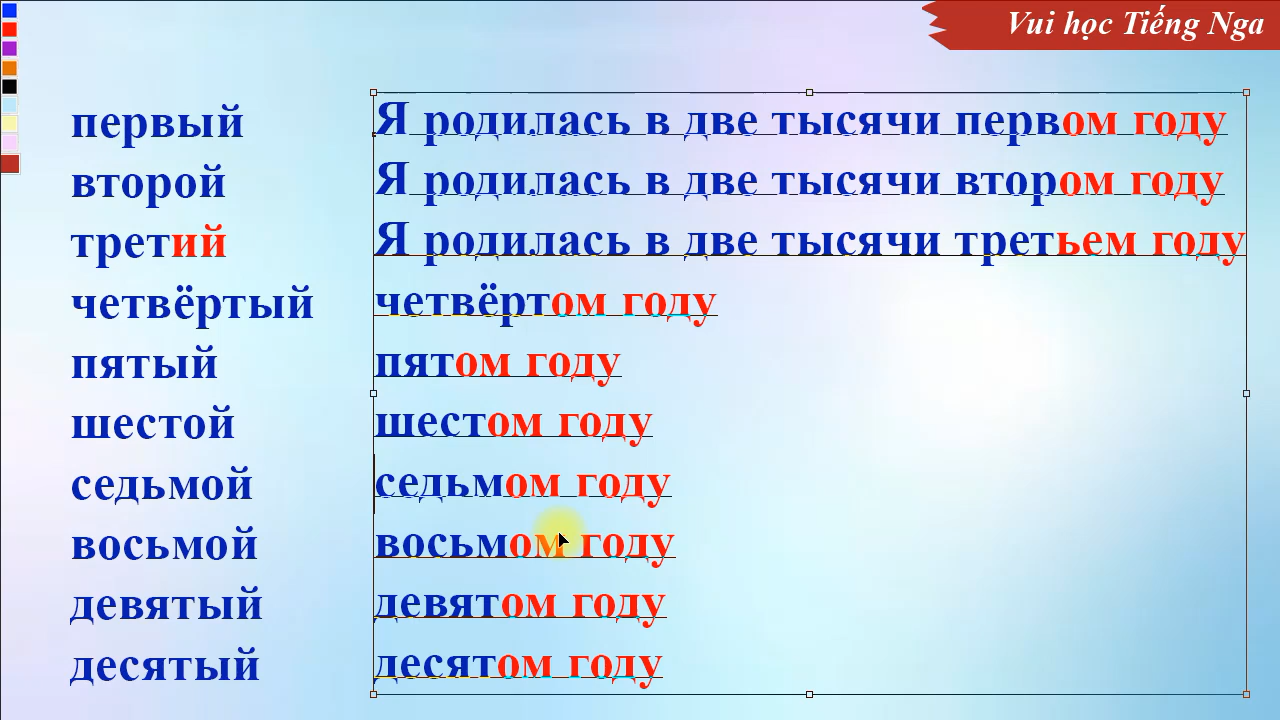 Vui học Tiếng Nga
первый
Я родилась в две тысячи первом году
второй
Я родилась в две тысячи втором году
третий
Я родилась в две тысячи третьем году
четвёртый
четвёртом году
пятый
пятом году
шестой
шестом году
седьмой
седьмом году
восьмой
восьмом году
девятый
девятом году
десятый
десятом году